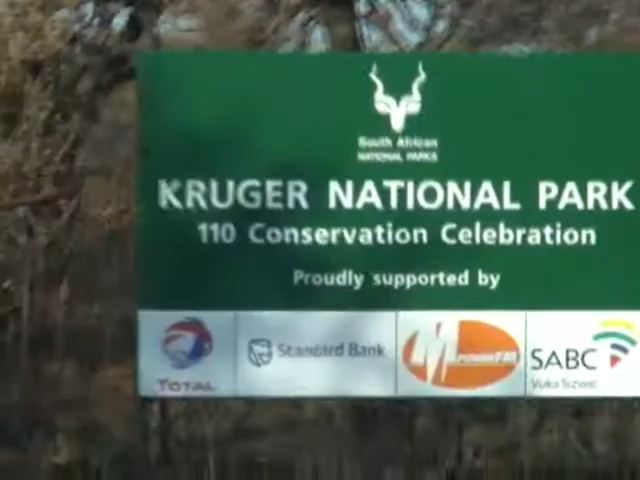 South African
NATIONAL PARKS
KRUGER NATIONAL PARK
110 Conservation Celebration
Proudly supported by
TOTAL
Standard Bank
MPOWERFM
SABC
Vuka Sizwe!